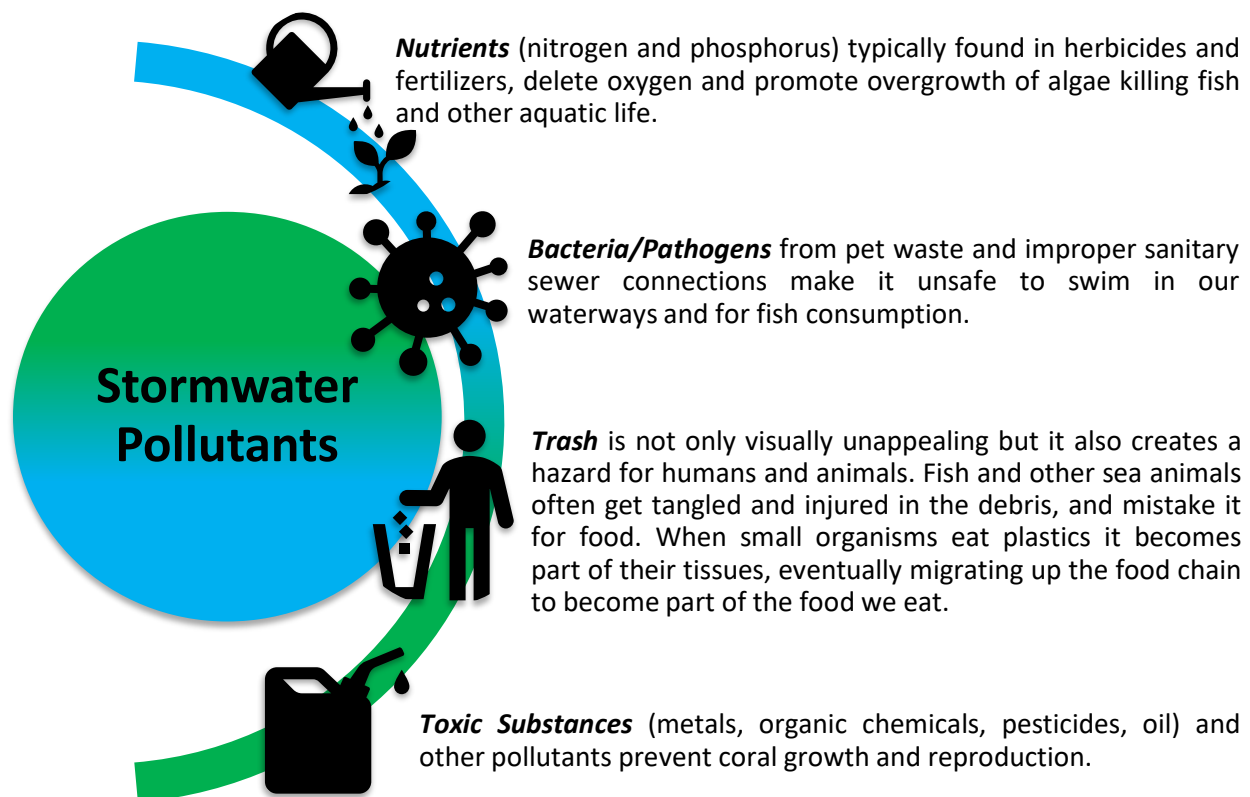 Nutrients (nitrogen and phosphorus) typically found in herbicides and
fertilizers, delete oxygen and promote overgrowth of algae killing fish
and other aquatic life.
Bacteria/Pathogens from pet waste and improper sanitary
sewer connections make it unsafe to swim in our
waterways and for fish consumption.
Stormwater
Pollutants
Trash is not only visually unappealing but it also creates a
hazard for humans and animals. Fish and other sea animals
often get tangled and injured in the debris, and mistake it
for food. When small organisms eat plastics it becomes
part of their tissues, eventually migrating up the food chain
to become part of the food we eat.
Toxic Substances (metals, organic chemicals, pesticides, oil) and
other pollutants prevent coral growth and reproduction.